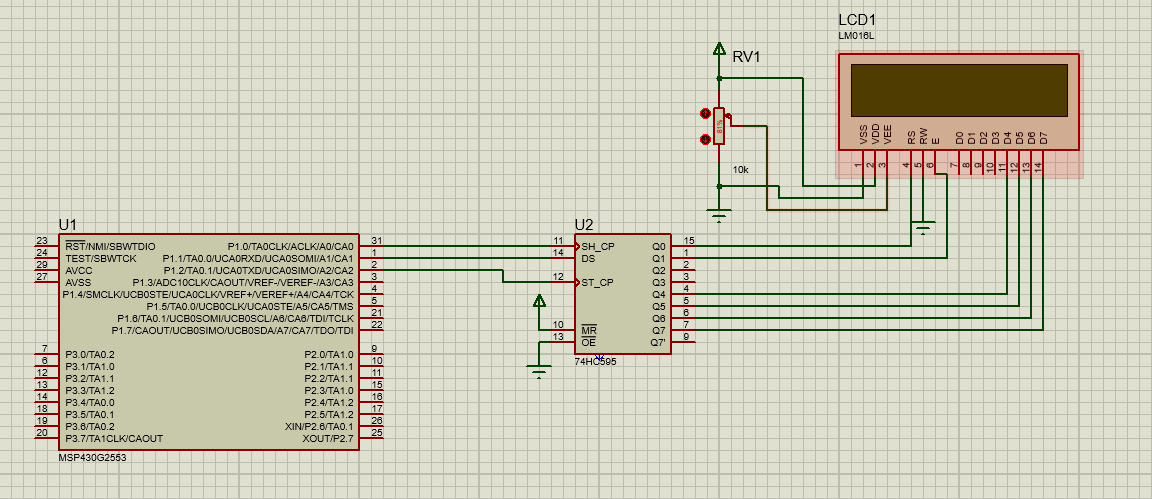 LCD1
LM016L
RV1
81%
10k
VSS VDD VEE RS RW E D0 D1 D2 D3 D4 D5 D6 D7
1 2 3 4 5 6 7 8 9 10 11 12 13 14
U1
23 RST/NMI/SBWTDIO P1.0/TA0CLK/ACLK/A0/CA0 31
24 TEST/SBWTCK P1.1/TA0.0/UCA0RXD/UCA0SOMI/A1/CA1 1
29 AVCC P1.2/TA0.1/UCA0TXD/UCA0SIMO/A2/CA2 2
27 AVSS P1.3/ADC10CLK/CAOUT/VREF-/VEREF-/A3/CA3 3
P1.4/SMCLK/UCB0STE/UCA0CLK/VREF+/VEREF+/A4/CA4/TCK 4
P1.5/TA0.0/UCB0CLK/UCA0STE/A5/CA5/TMS 5
P1.6/TA0.1/UCB0SOMI/UCB0SCL/A6/CA6/TDI/TCLK 21
P1.7/CAOUT/UCB0SIMO/UCB0SDA/A7/CA7/TDO/TDI 22
7 P3.0/TA0.2 P2.0/TA1.0 9
6 P3.1/TA1.0 P2.1/TA1.1 10
12 P3.2/TA1.1 P2.2/TA1.1 11
13 P3.3/TA1.2 P2.3/TA1.0 15
14 P3.4/TA0.0 P2.4/TA1.2 16
18 P3.5/TA0.1 P2.5/TA1.2 17
19 P3.6/TA0.2 XIN/P2.6/TA0.1 26
20 P3.7/TA1CLK/CAOUT XOUT/P2.7 25
MSP430G2553
U2
11 SH_CP Q0 15
14 DS Q1 1
Q2 2
12 ST_CP Q3 3
Q4 4
Q5 5
Q6 6
10 MR Q7 7
13 OE Q7' 9
74HC595